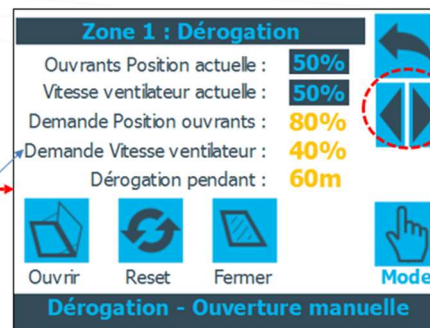 Zone 1 : Dérogation
Ouvrants Position actuelle : 50%
Vitesse ventilateur actuelle : 50%
Demande Position ouvrants : 80%
Demande Vitesse ventilateur : 40%
Dérogation pendant : 60m
Ouvrir Reset Fermer Mode
Dérogation - Ouverture manuelle